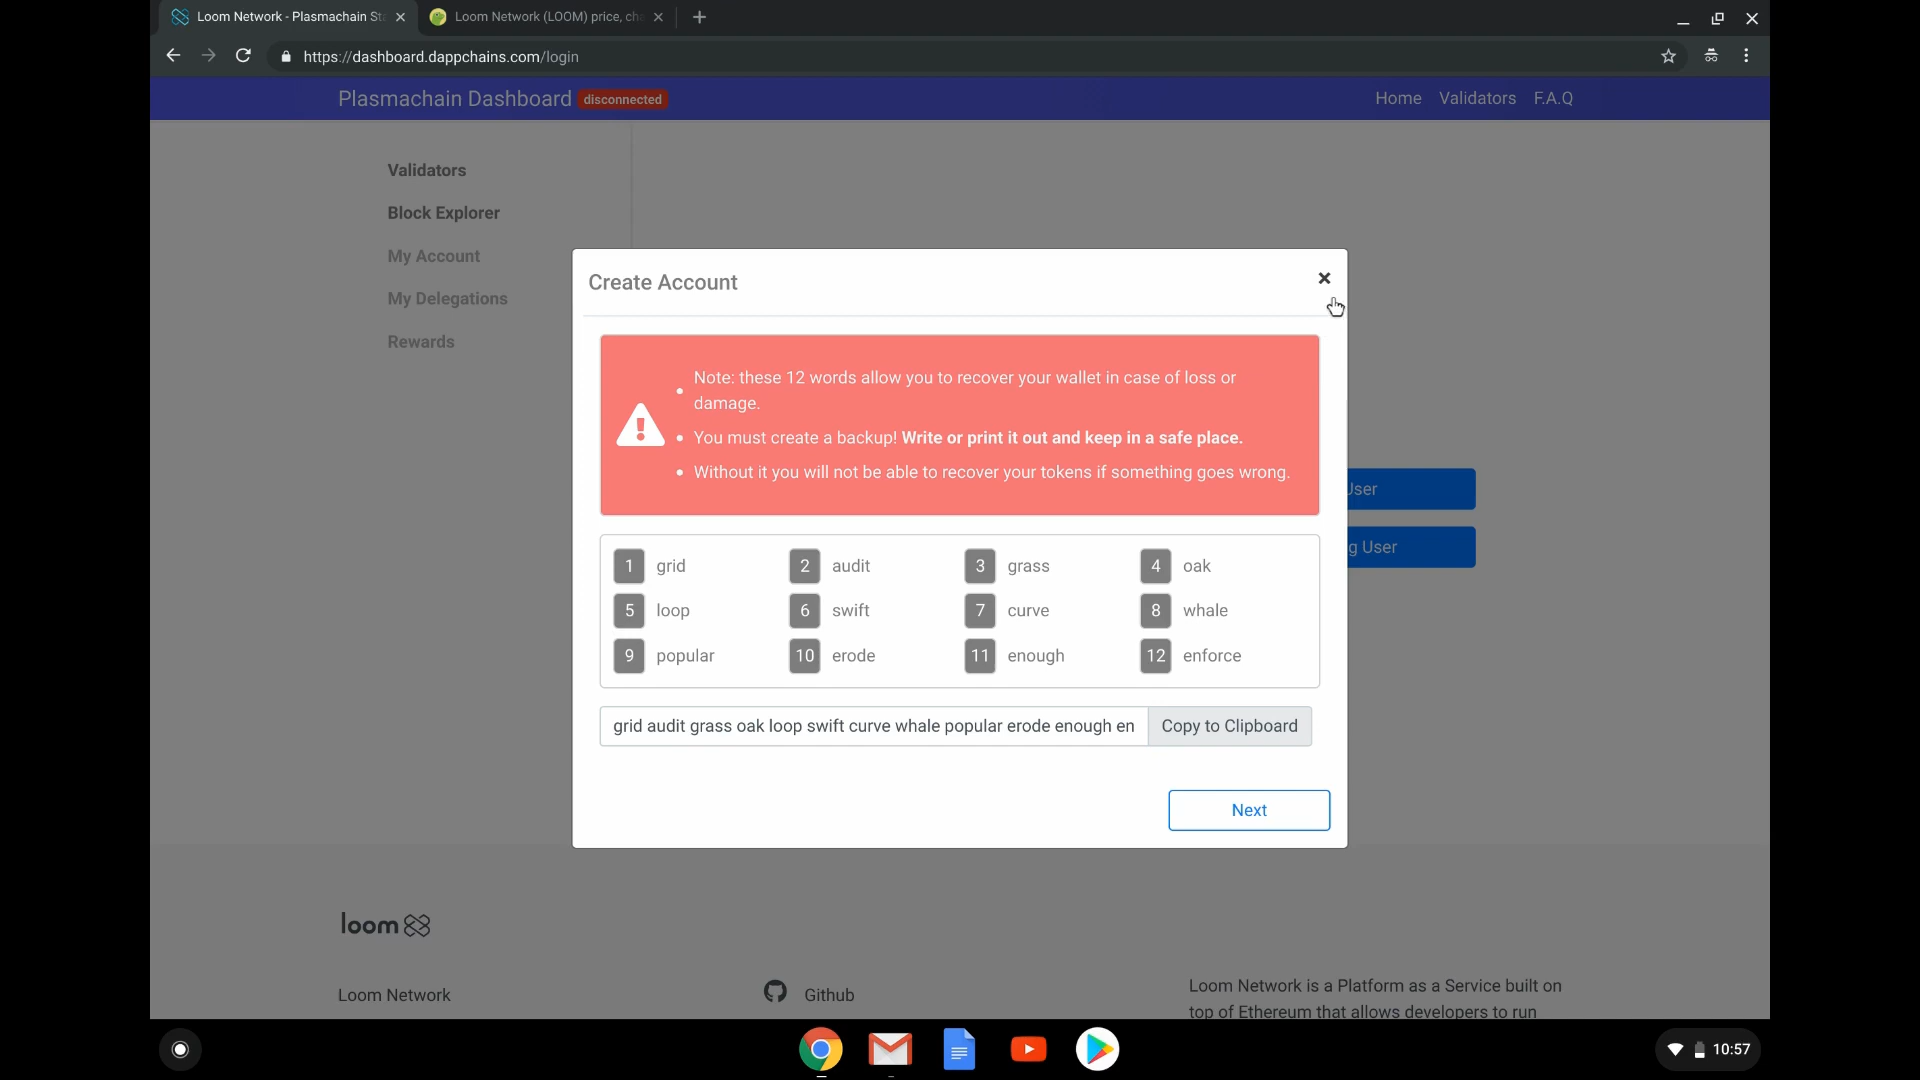 Loom Network - Plasmachain Sta
Loom Network (LOOM) price, cha
https://dashboard.dappchains.com/login
Plasmachain Dashboard disconnected
Home Validators F.A.Q
Validators
Block Explorer
My Account
My Delegations
Rewards
Create Account
Note: these 12 words allow you to recover your wallet in case of loss or
damage.
You must create a backup! Write or print it out and keep in a safe place.
Without it you will not be able to recover your tokens if something goes wrong.
User
g User
1 grid 2 audit 3 grass 4 oak
5 loop 6 swift 7 curve 8 whale
9 popular 10 erode 11 enough 12 enforce
grid audit grass oak loop swift curve whale popular erode enough en
Copy to Clipboard
Next
loom
Loom Network
Github
Loom Network is a Platform as a Service built on
top of Ethereum that allows developers to run
10:57